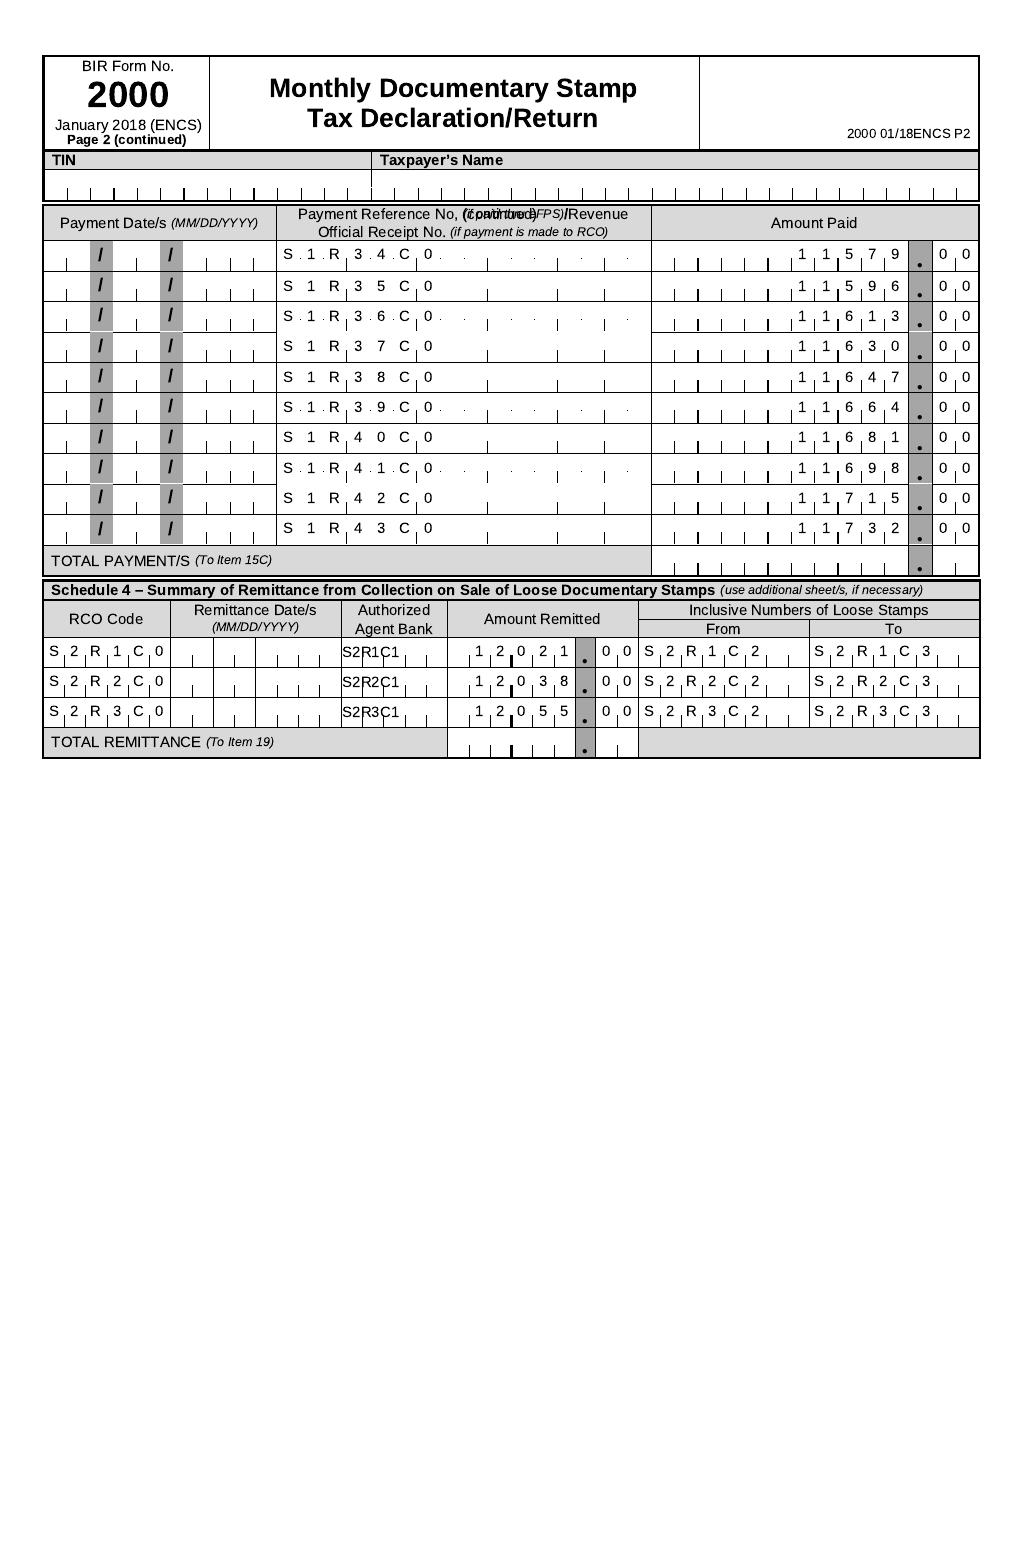 BIR Form No.
2000
January 2018 (ENCS)
Page 2 (continued)
Monthly Documentary Stamp
Tax Declaration/Return
2000 01/18ENCS P2
TIN Taxpayer's Name
Payment Date/s (MM/DD/YYYY) Payment Reference No. /Revenue
Official Receipt No. (if payment is made to RCO) Amount Paid
/ / S1R34C0 11579.00
/ / S1R35C0 11596.00
/ / S1R36C0 11613.00
/ / S1R37C0 11630.00
/ / S1R38C0 11647.00
/ / S1R39C0 11664.00
/ / S1R40C0 11681.00
/ / S1R41C0 11698.00
/ / S1R42C0 11715.00
/ / S1R43C0 11732.00
TOTAL PAYMENT/S (To Item 15C) .
Schedule 4 – Summary of Remittance from Collection on Sale of Loose Documentary Stamps (use additional sheet/s, if necessary)
RCO Code Remittance Date/s
(MM/DD/YYYY) Authorized
Agent Bank Amount Remitted Inclusive Numbers of Loose Stamps
From To
S2R1C0 S2R1C1 12021.00 S2R1C2 S2R1C3
S2R2C0 S2R2C1 12038.00 S2R2C2 S2R2C3
S2R3C0 S2R3C1 12055.00 S2R3C2 S2R3C3
TOTAL REMITTANCE (To Item 19) .